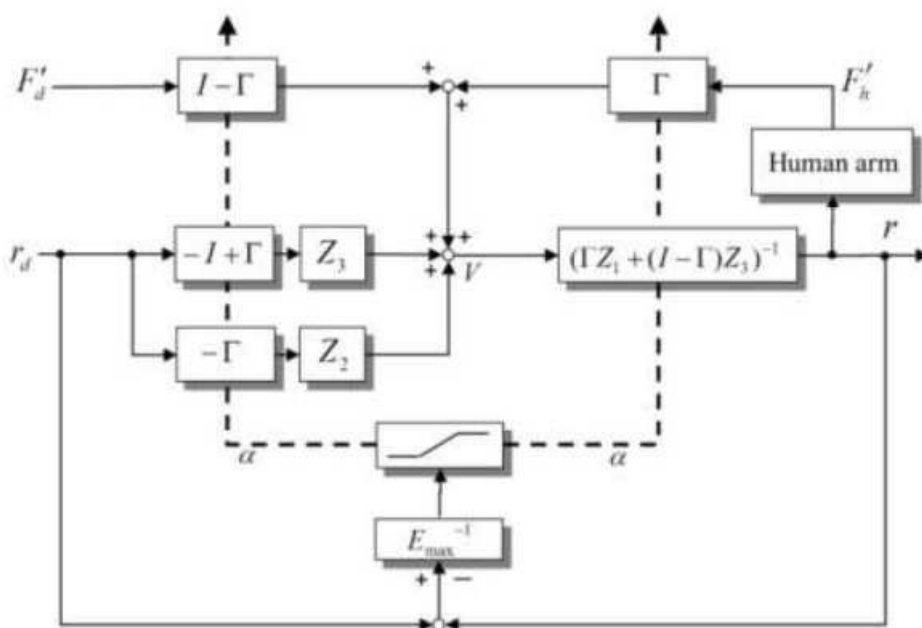 F'_d
I − Γ
+
+
Γ
F'_h
Human arm
r_d
− I + Γ
Z_3
+
+
+
V
(ΓZ_1 + (I − Γ)Z_3)^{-1}
r
− Γ
Z_2
α
α
E_max^{-1}
+
−